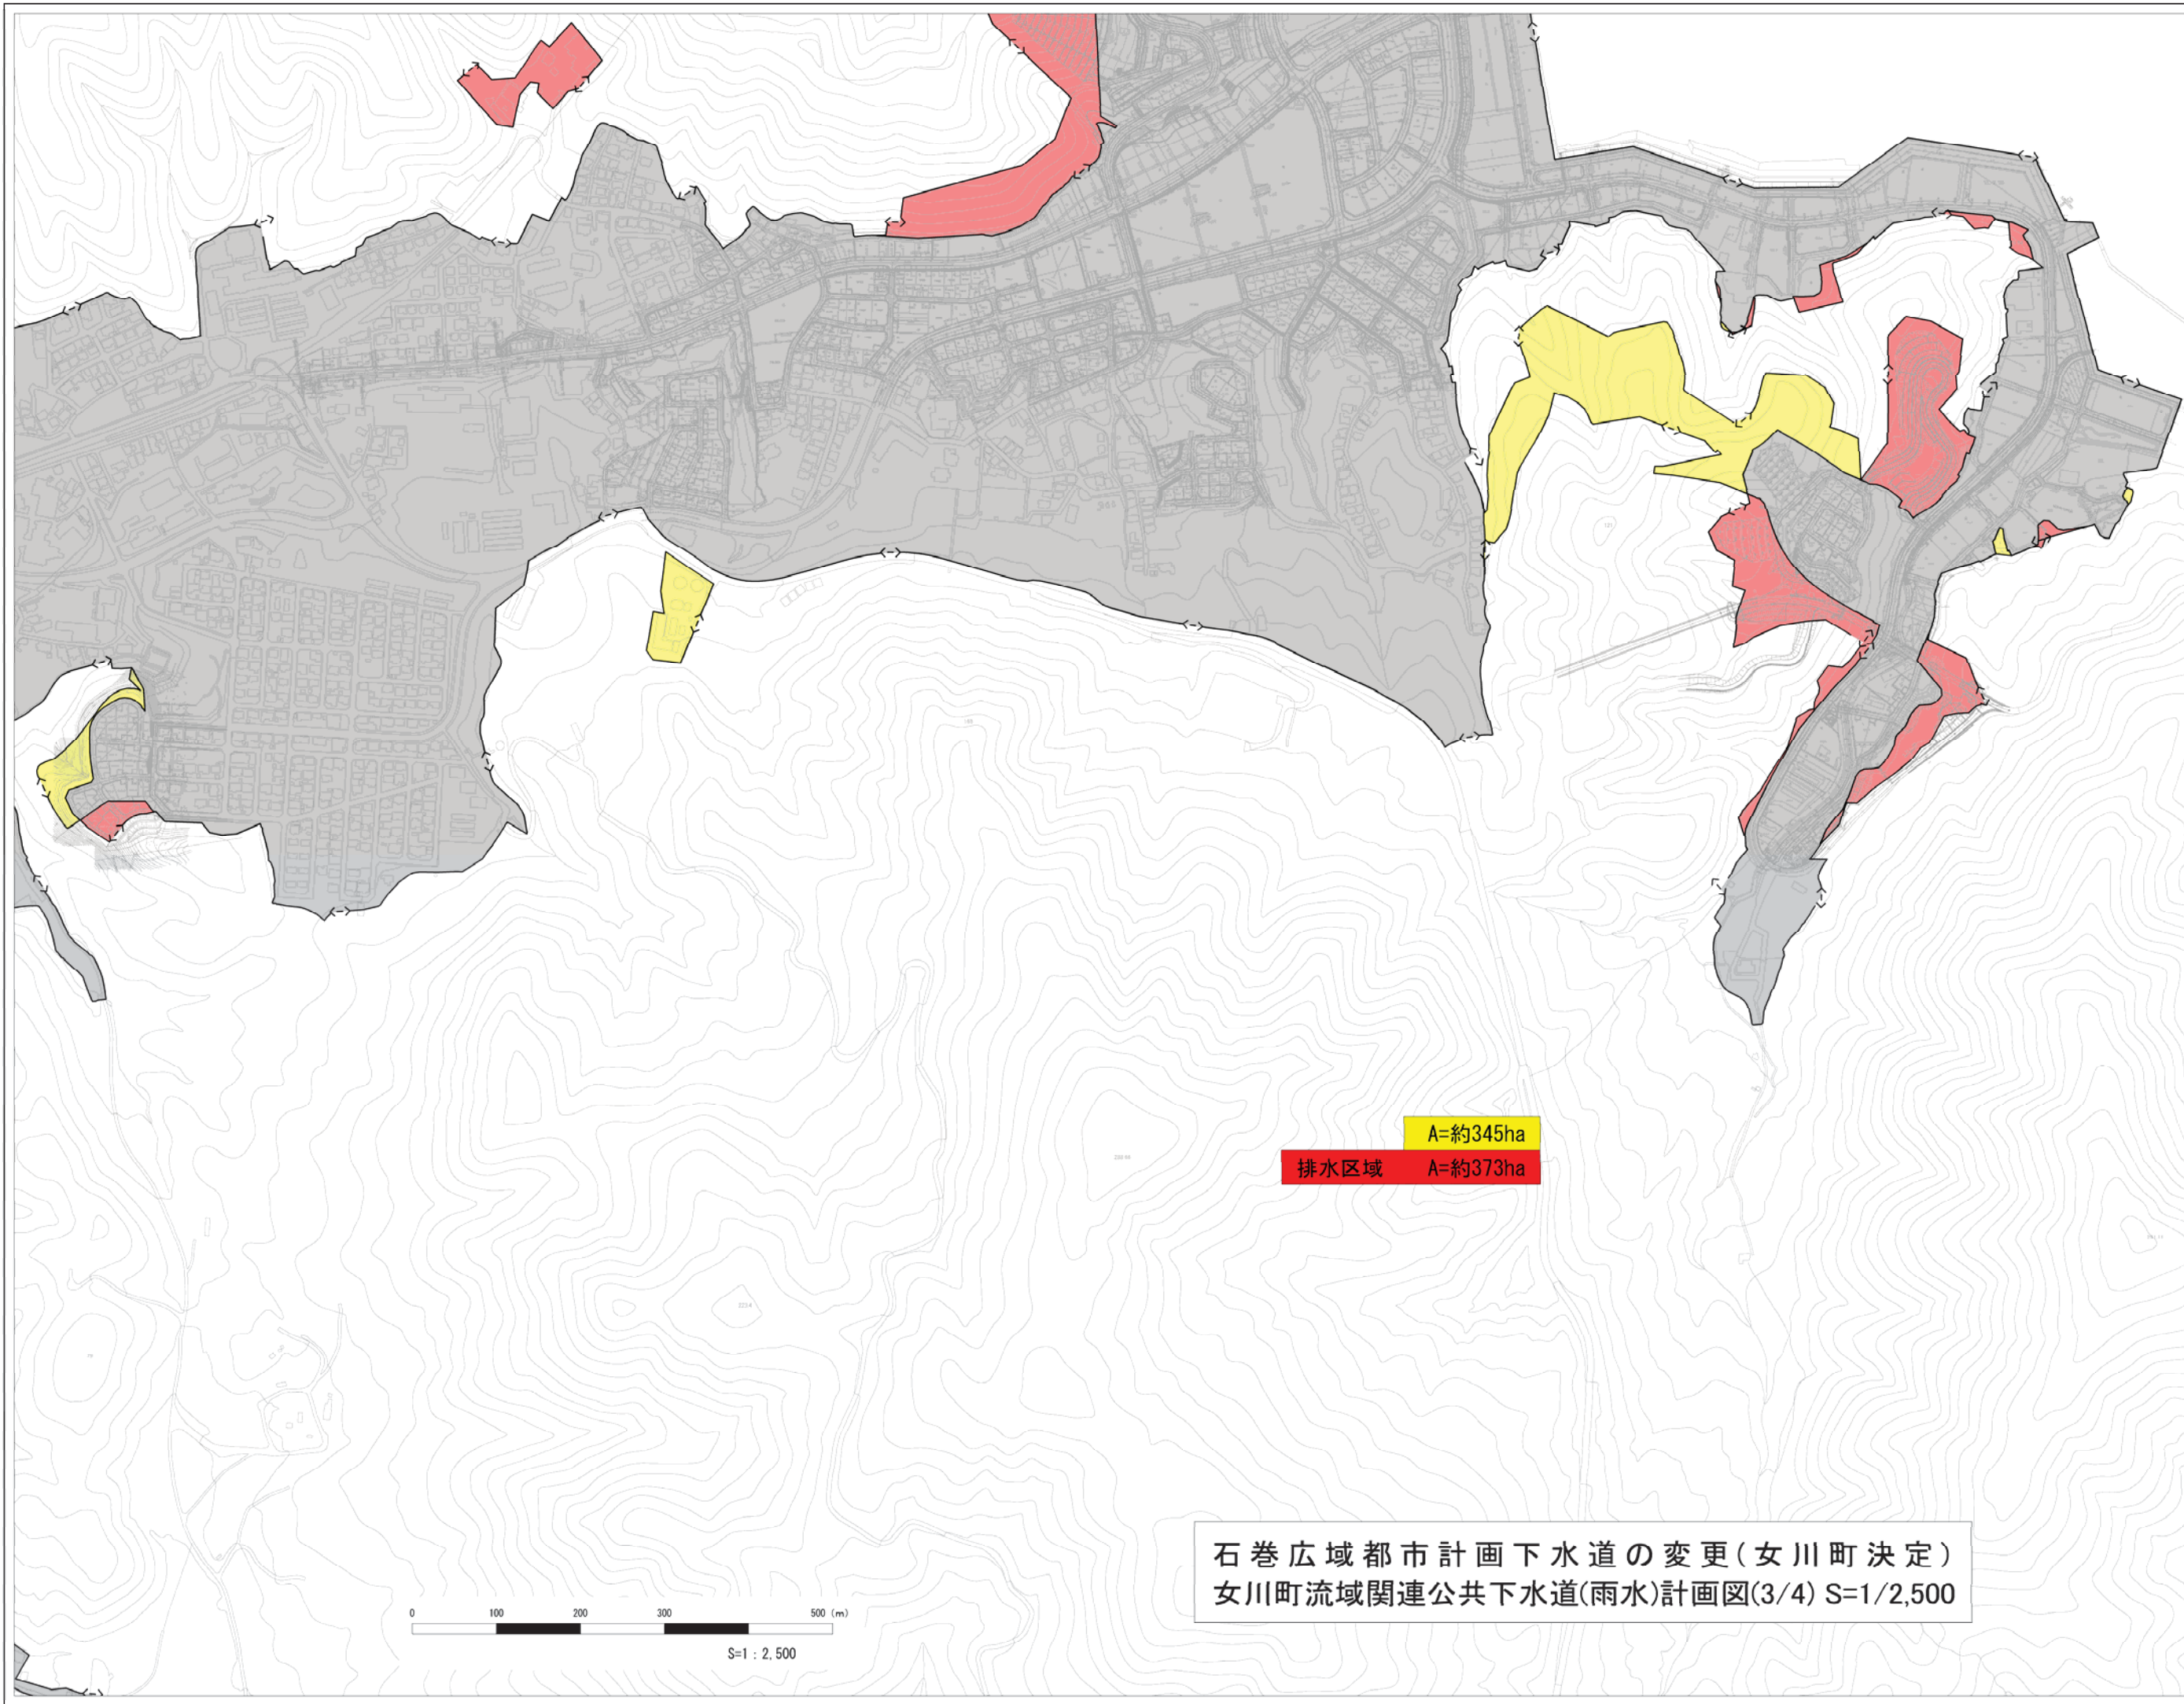 A=約345ha
排水区域 A=約373ha
石巻広域都市計画下水道の変更(女川町決定)
女川町流域関連公共下水道(雨水)計画図(3/4) S=1/2,500
0 100 200 300 500 (m)
S=1 : 2,500